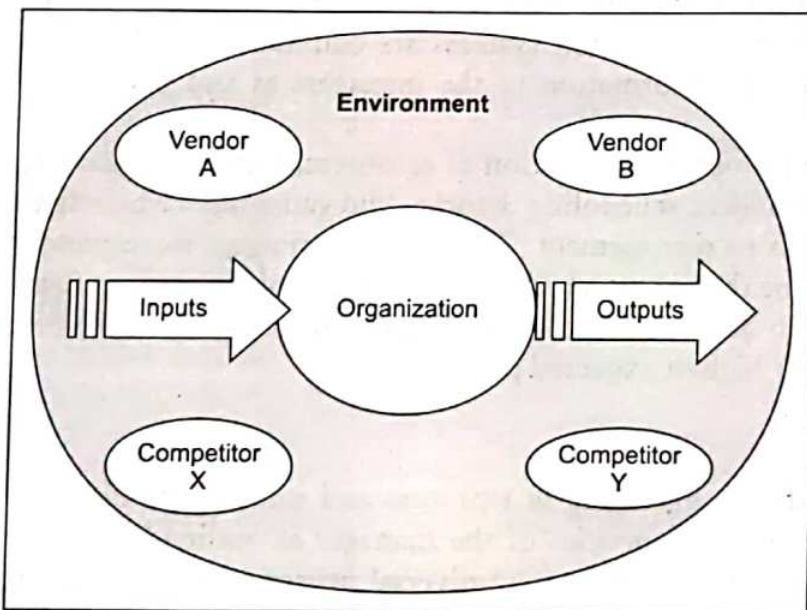 Environment
Vendor
A
Vendor
B
Inputs
Organization
Outputs
Competitor
X
Competitor
Y